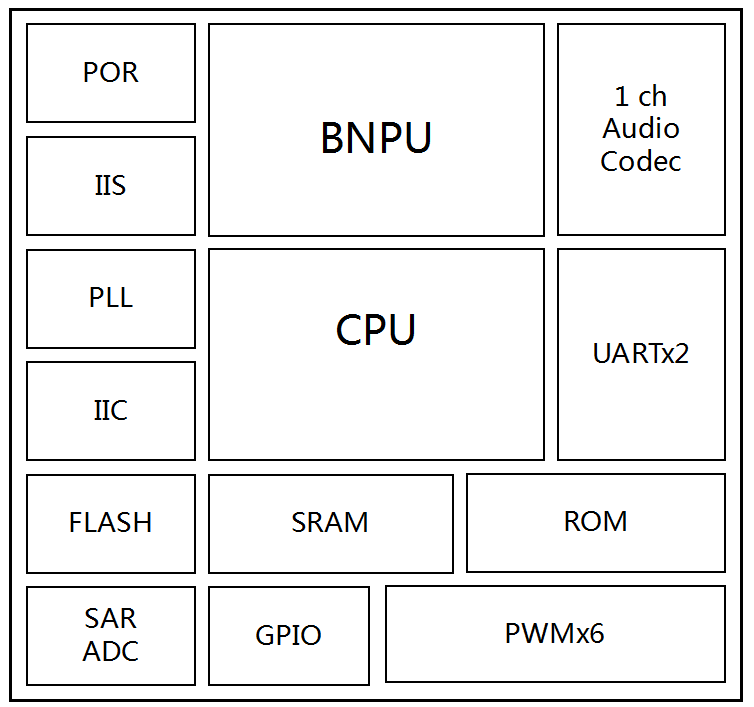 POR
BNPU
1 ch
Audio
Codec
IIS
PLL
CPU
UARTx2
IIC
FLASH
SRAM
ROM
SAR
ADC
GPIO
PWMx6